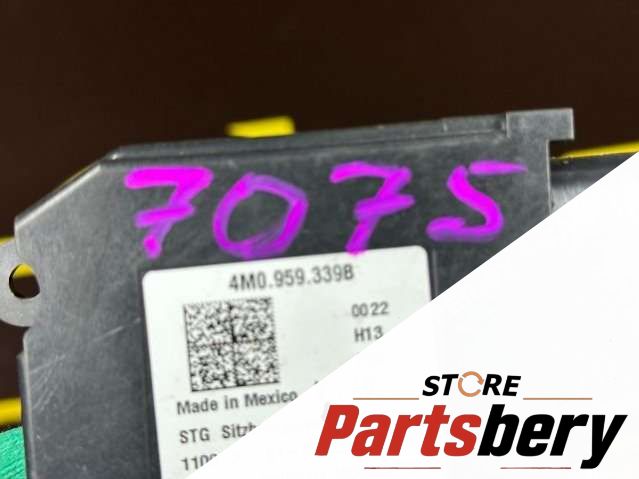 7075
4M0.959.339B
0022
H13
Made in Mexico
STG
STORE
Partsbery